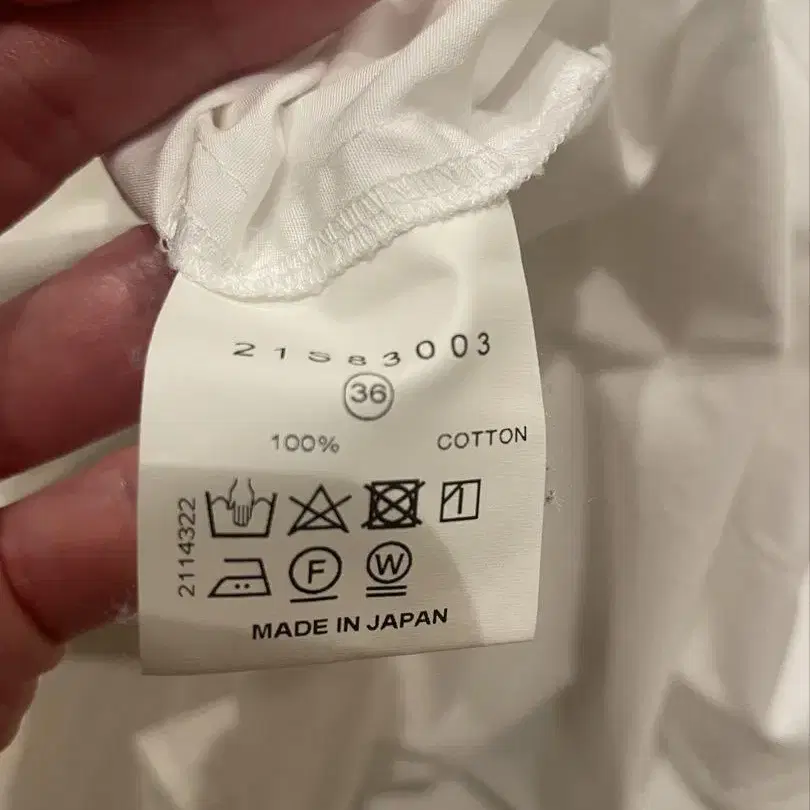 21S83003
36
100% COTTON
2114322
F W
MADE IN JAPAN